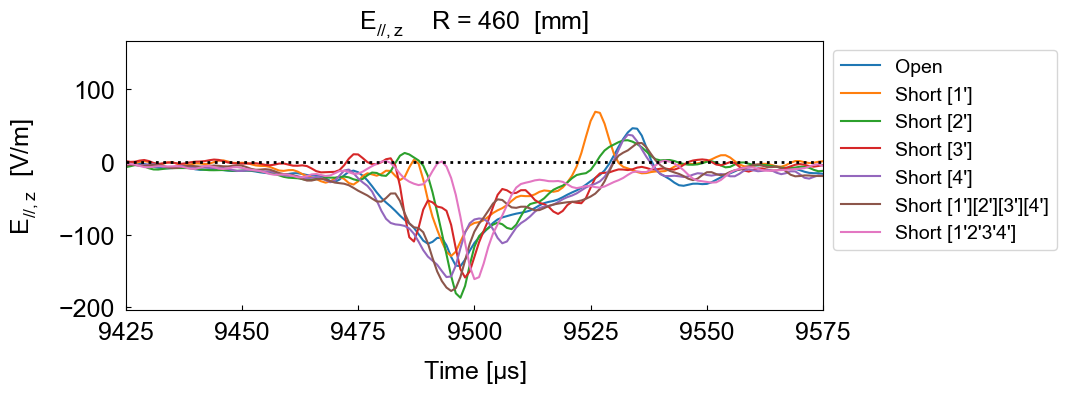 E//, z    R = 460  [mm]
E//, z  [V/m]
100
0
−100
−200
9425 9450 9475 9500 9525 9550 9575
Time [µs]
Open
Short [1']
Short [2']
Short [3']
Short [4']
Short [1'][2'][3'][4']
Short [1'2'3'4']